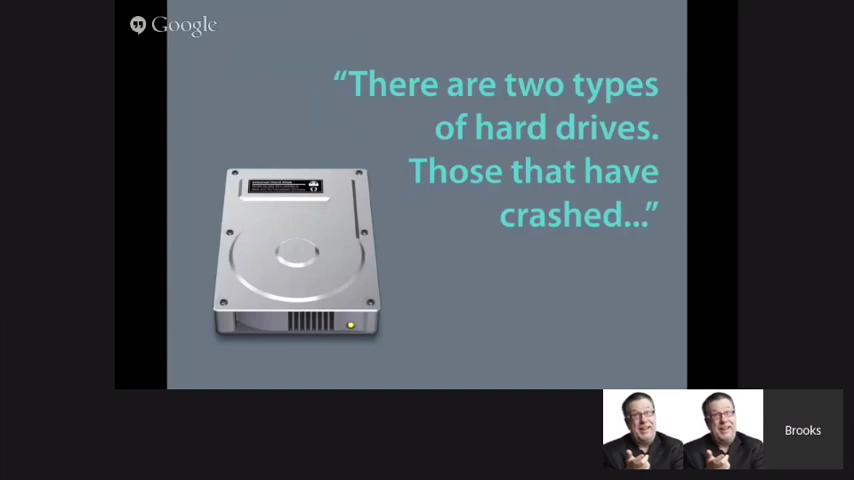 Google
“There are two types
of hard drives.
Those that have
crashed...”
Brooks